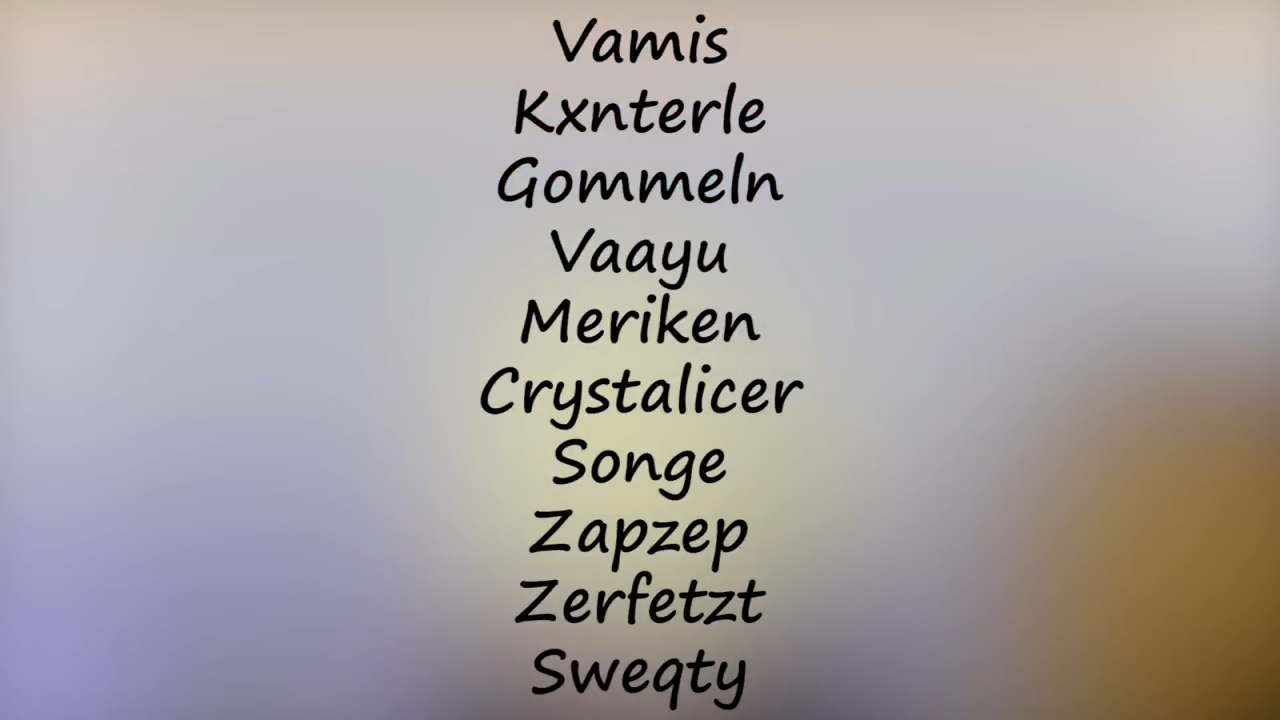 Vamis
Kxnterle
Gommeln
Vaayu
Meriken
Crystalicer
Songe
Zapzep
Zerfetzt
Sweqty